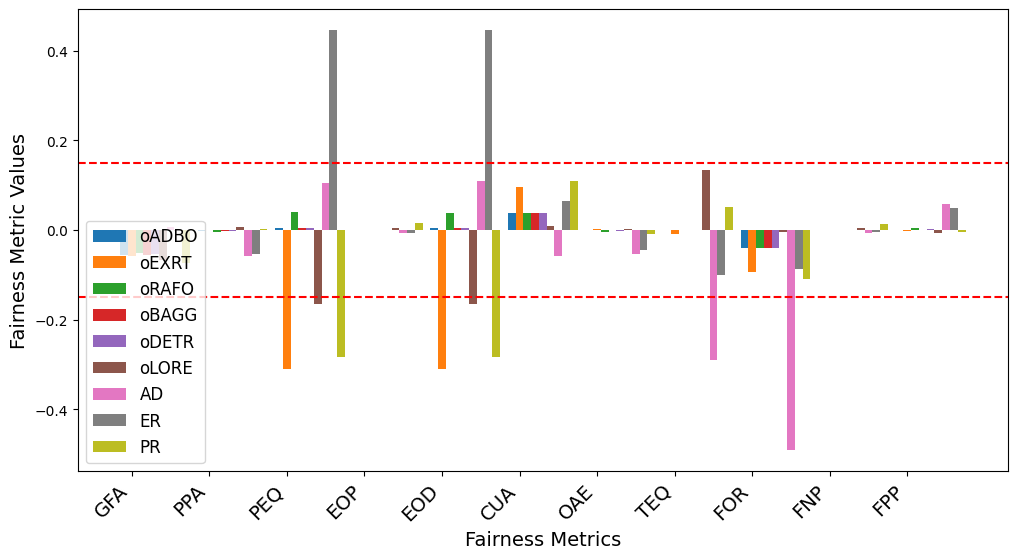 Fairness Metric Values
0.4
0.2
0.0
−0.2
−0.4
oADBO
oEXRT
oRAFO
oBAGG
oDETR
oLORE
AD
ER
PR
GFA
PPA
PEQ
EOP
EOD
CUA
OAE
TEQ
FOR
FNP
FPP
Fairness Metrics